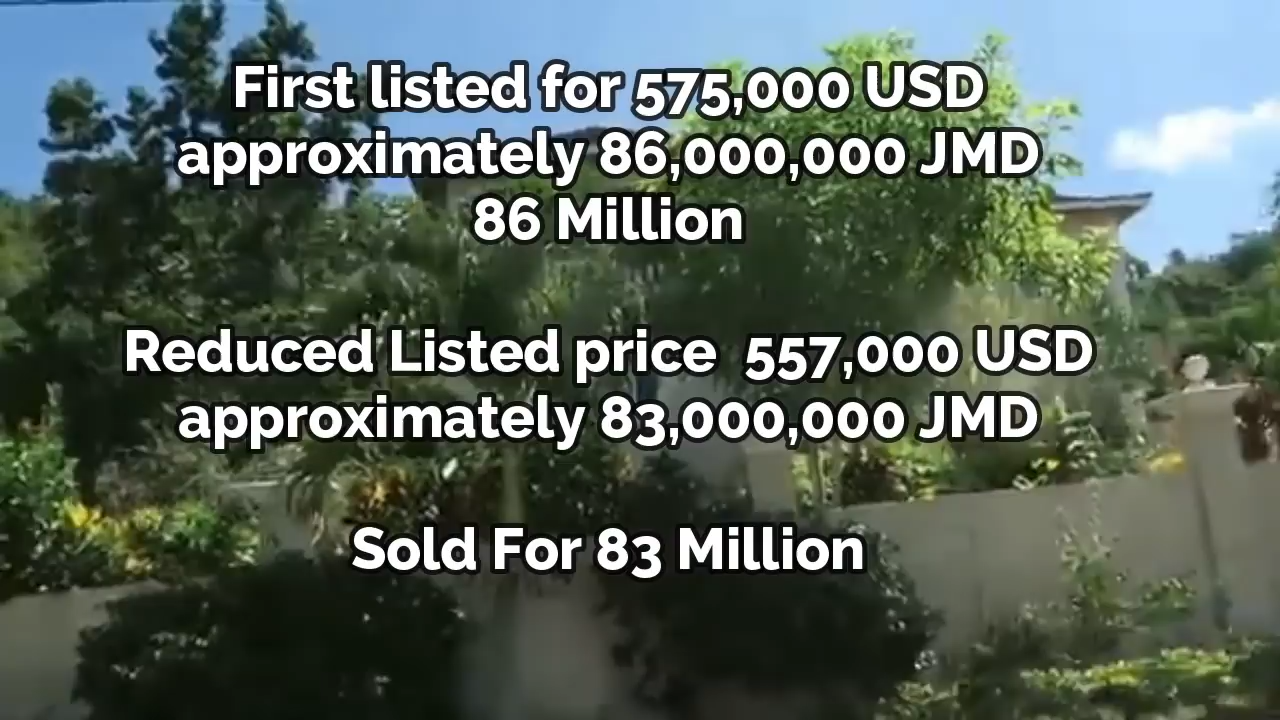 First listed for 575,000 USD
approximately 86,000,000 JMD
86 Million
Reduced Listed price 557,000 USD
approximately 83,000,000 JMD
Sold For 83 Million